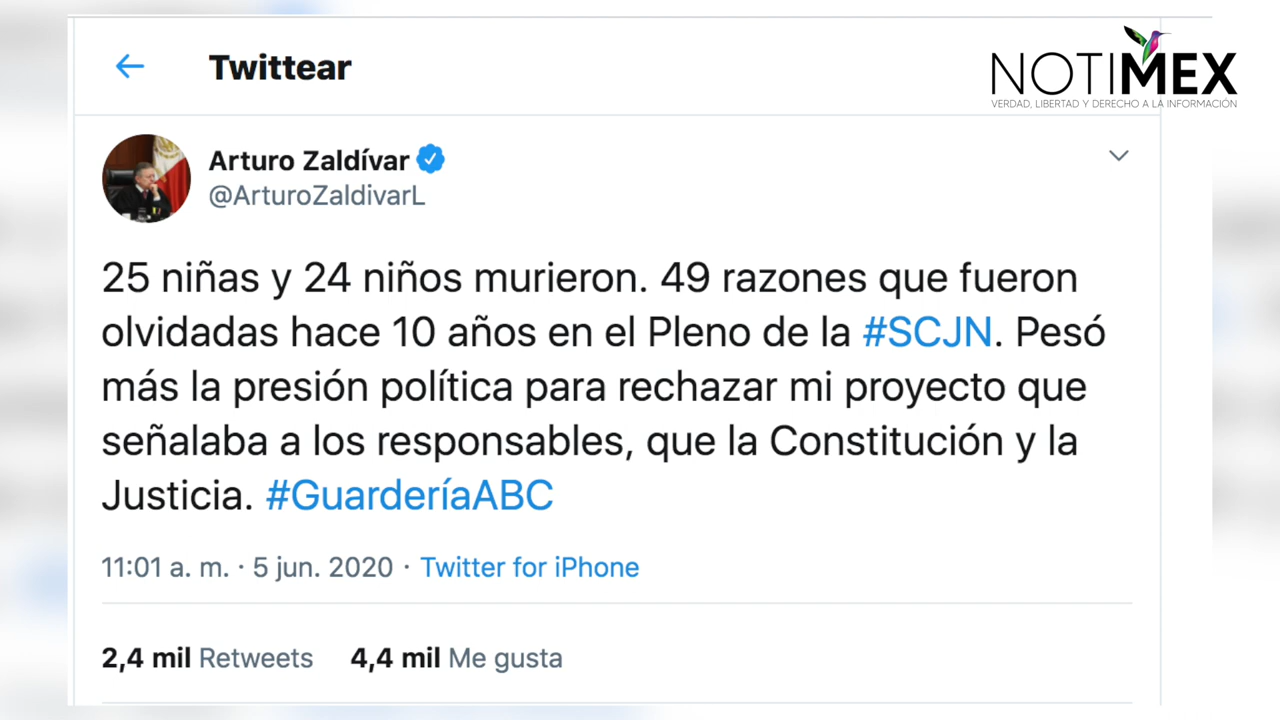 Twittear
NOTIMEX
VERDAD, LIBERTAD Y DERECHO A LA INFORMACIÓN
Arturo Zaldívar
@ArturoZaldivarL
25 niñas y 24 niños murieron. 49 razones que fueron
olvidadas hace 10 años en el Pleno de la #SCJN. Pesó
más la presión política para rechazar mi proyecto que
señalaba a los responsables, que la Constitución y la
Justicia. #GuarderíaABC
11:01 a. m. · 5 jun. 2020 · Twitter for iPhone
2,4 mil Retweets 4,4 mil Me gusta